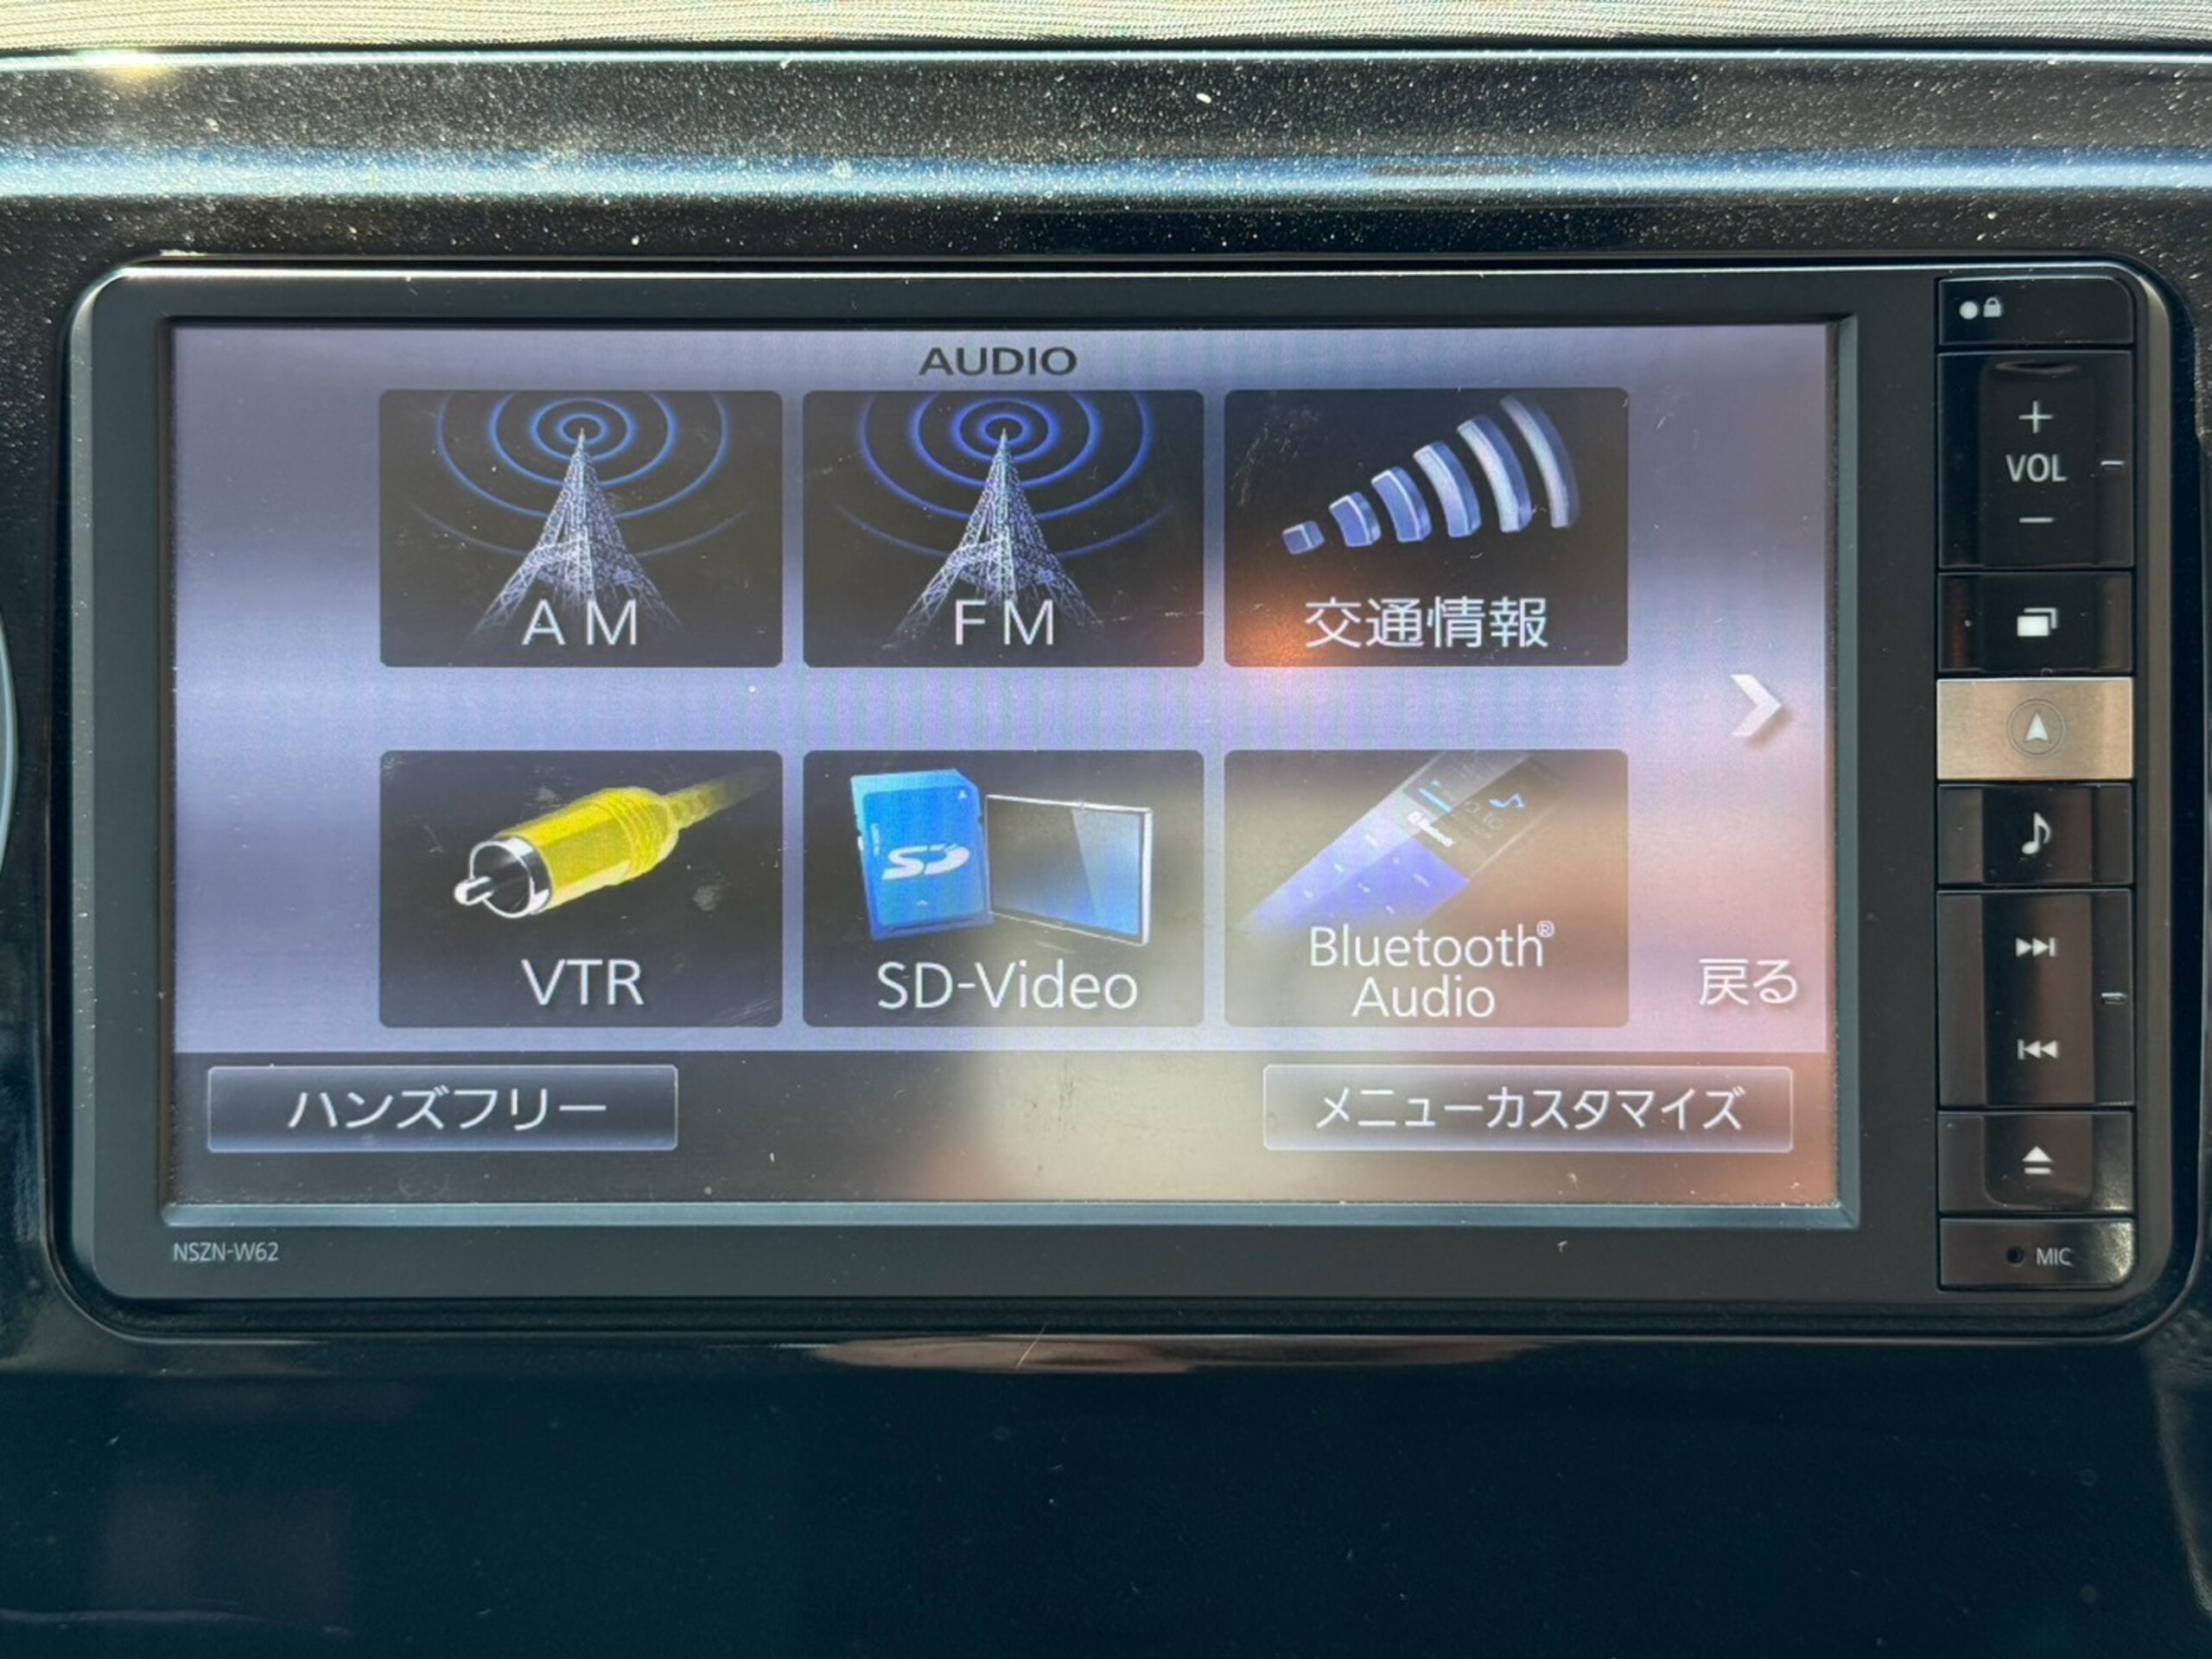 AUDIO
AM
FM
交通情報
VTR
SD
SD-Video
Bluetooth®
Audio
戻る
ハンズフリー
メニューカスタマイズ
NSZN-W62
+
VOL
−
MIC